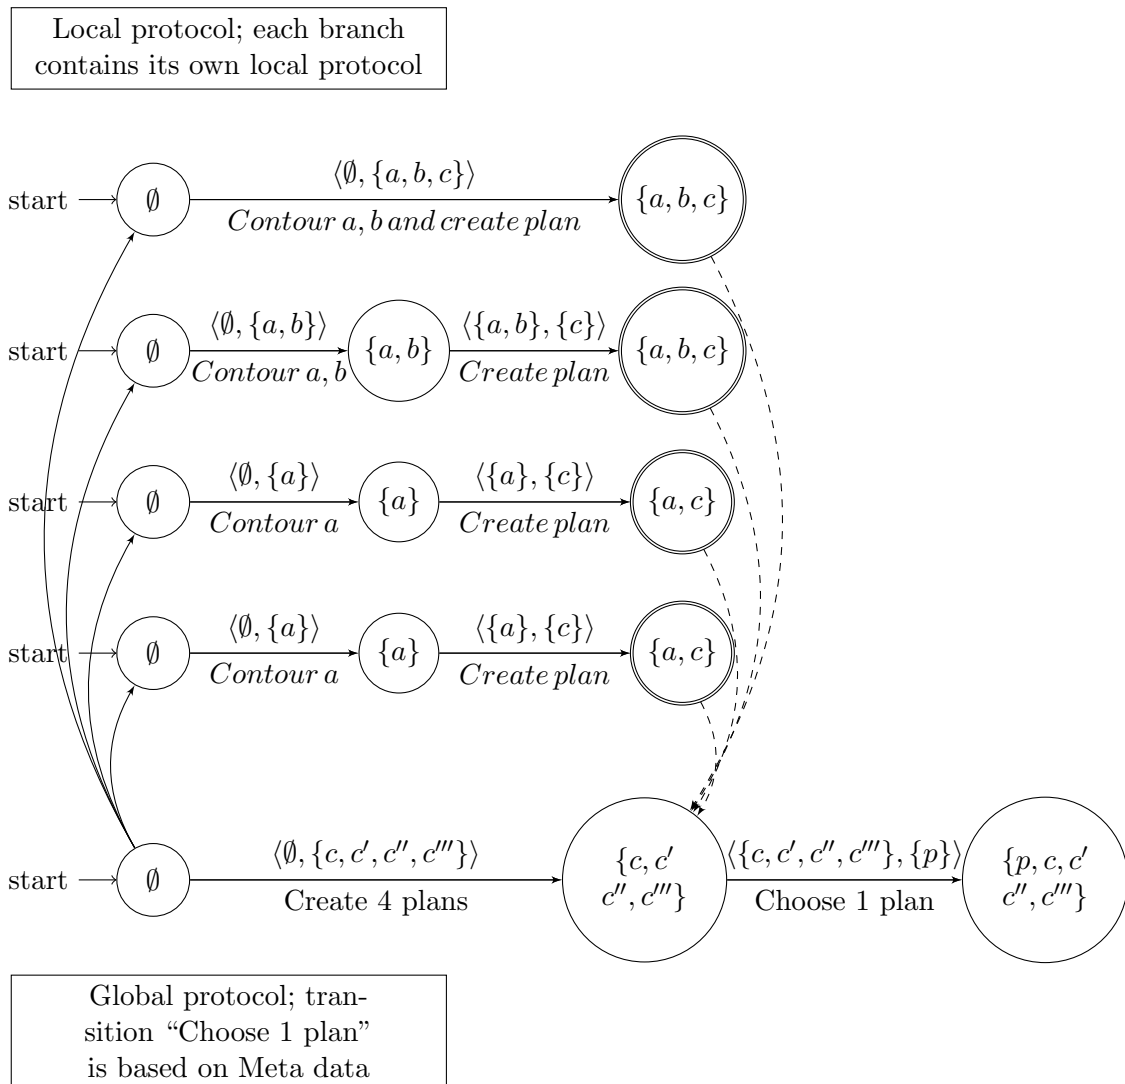 Local protocol; each branch
contains its own local protocol
⟨∅, {a, b, c}⟩
start ∅ {a, b, c}
Contour a, b and create plan
⟨∅, {a, b}⟩ ⟨{a, b}, {c}⟩
start ∅ {a, b} {a, b, c}
Contour a, b Create plan
⟨∅, {a}⟩ ⟨{a}, {c}⟩
start ∅ {a} {a, c}
Contour a Create plan
⟨∅, {a}⟩ ⟨{a}, {c}⟩
start ∅ {a} {a, c}
Contour a Create plan
⟨∅, {c, c′, c′′, c′′′}⟩
start ∅
Create 4 plans
{c, c′
c′′, c′′′}
⟨{c, c′, c′′, c′′′}, {p}⟩
Choose 1 plan
{p, c, c′
c′′, c′′′}
Global protocol; tran-
sition “Choose 1 plan”
is based on Meta data